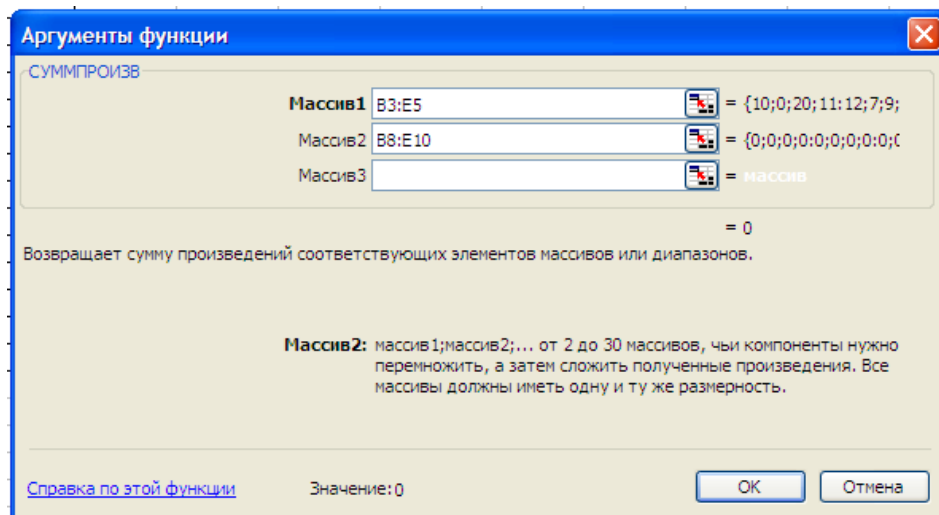 Аргументы функции
СУММПРОИЗВ
Массив1 B3:E5 = {10;0;20;11:12;7;9;
Массив2 B8:E10 = {0;0;0;0:0;0;0;0:0;
Массив3 = массив
= 0
Возвращает сумму произведений соответствующих элементов массивов или диапазонов.
Массив2: массив1;массив2;... от 2 до 30 массивов, чьи компоненты нужно
перемножить, а затем сложить полученные произведения. Все
массивы должны иметь одну и ту же размерность.
Справка по этой функции Значение:0 OK Отмена